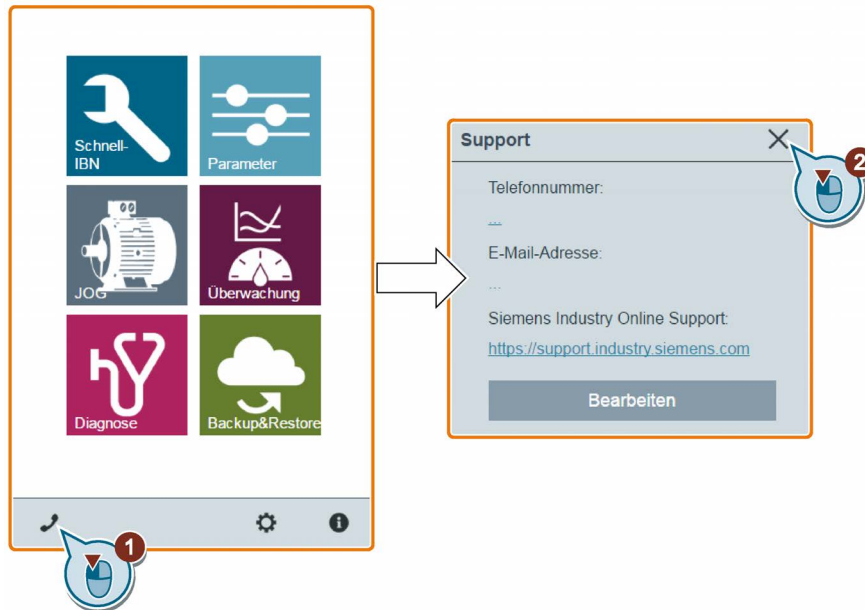 Schnell-
IBN
Parameter
JOG
Überwachung
Diagnose
Backup&Restore
1
Support
2
Telefonnummer:
...
E-Mail-Adresse:
...
Siemens Industry Online Support:
https://support.industry.siemens.com
Bearbeiten